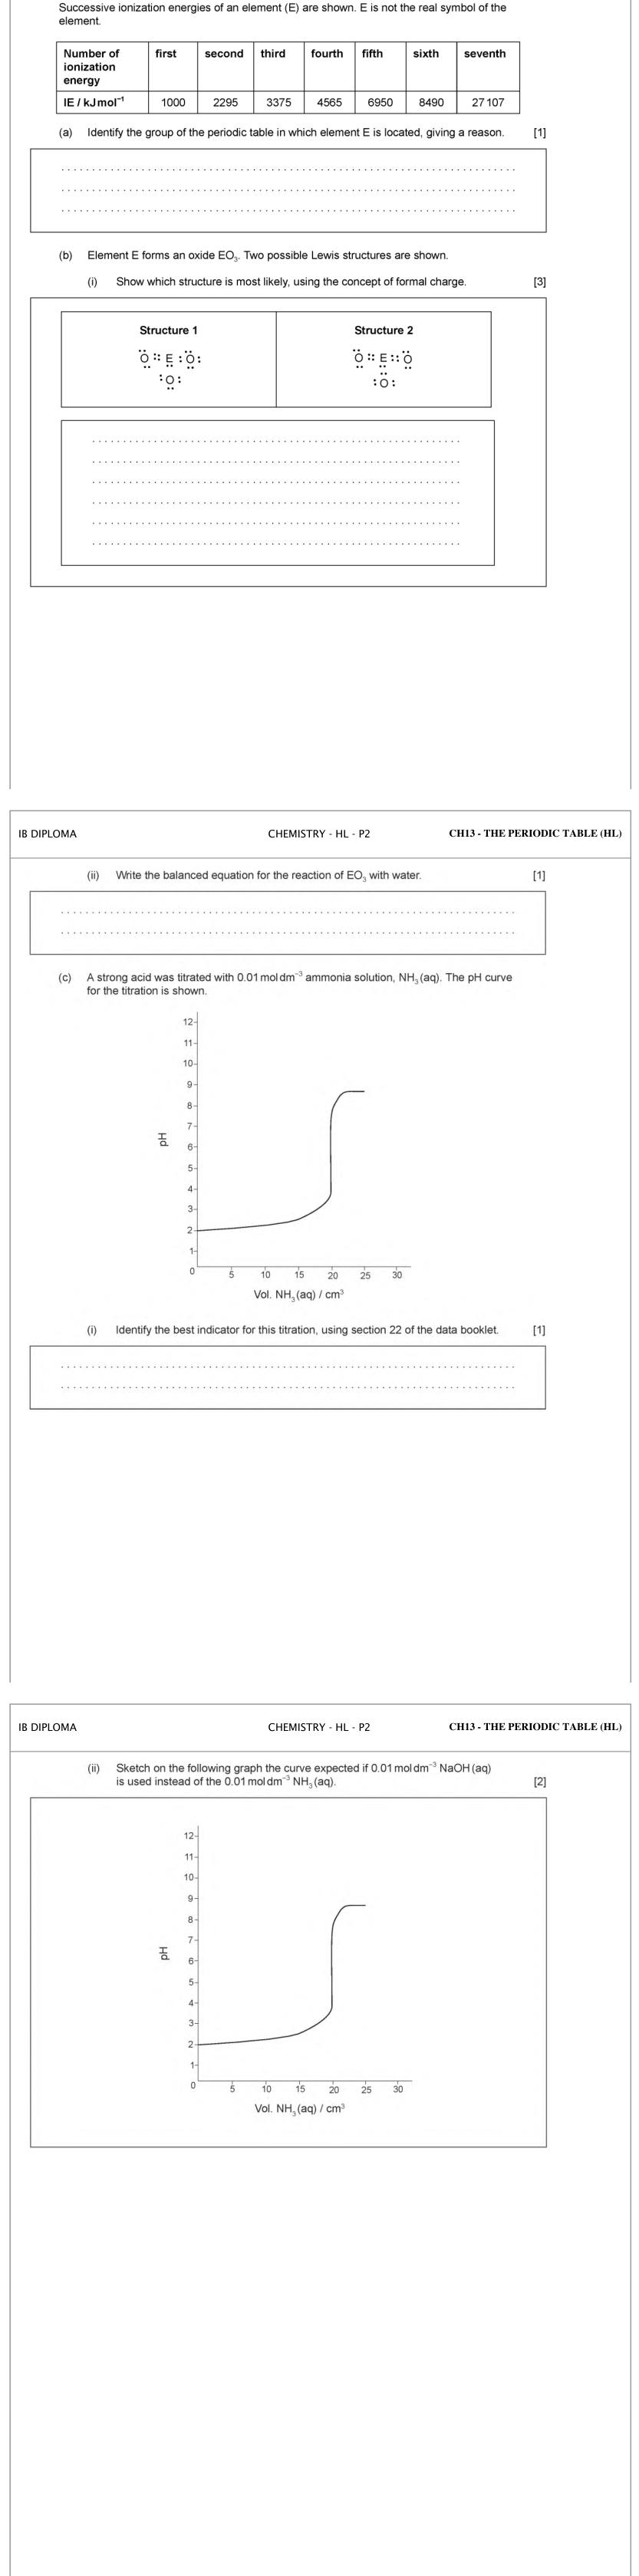 Successive ionization energies of an element (E) are shown. E is not the real symbol of the
element.
Number of ionization energy first second third fourth fifth sixth seventh
IE / kJ mol⁻¹ 1000 2295 3375 4565 6950 8490 27 107
(a) Identify the group of the periodic table in which element E is located, giving a reason. [1]
(b) Element E forms an oxide EO₃. Two possible Lewis structures are shown.
(i) Show which structure is most likely, using the concept of formal charge. [3]
Structure 1 Structure 2
O :: E : O : O :: E :: O
: O : : O :
IB DIPLOMA CHEMISTRY - HL - P2 CH13 - THE PERIODIC TABLE (HL)
(ii) Write the balanced equation for the reaction of EO₃ with water. [1]
(c) A strong acid was titrated with 0.01 mol dm⁻³ ammonia solution, NH₃ (aq). The pH curve
for the titration is shown.
12
11
10
9
8
7
pH
6
5
4
3
2
1
0 5 10 15 20 25 30
Vol. NH₃ (aq) / cm³
(i) Identify the best indicator for this titration, using section 22 of the data booklet. [1]
IB DIPLOMA CHEMISTRY - HL - P2 CH13 - THE PERIODIC TABLE (HL)
(ii) Sketch on the following graph the curve expected if 0.01 mol dm⁻³ NaOH (aq)
is used instead of the 0.01 mol dm⁻³ NH₃ (aq). [2]
12
11
10
9
8
7
pH
6
5
4
3
2
1
0 5 10 15 20 25 30
Vol. NH₃ (aq) / cm³